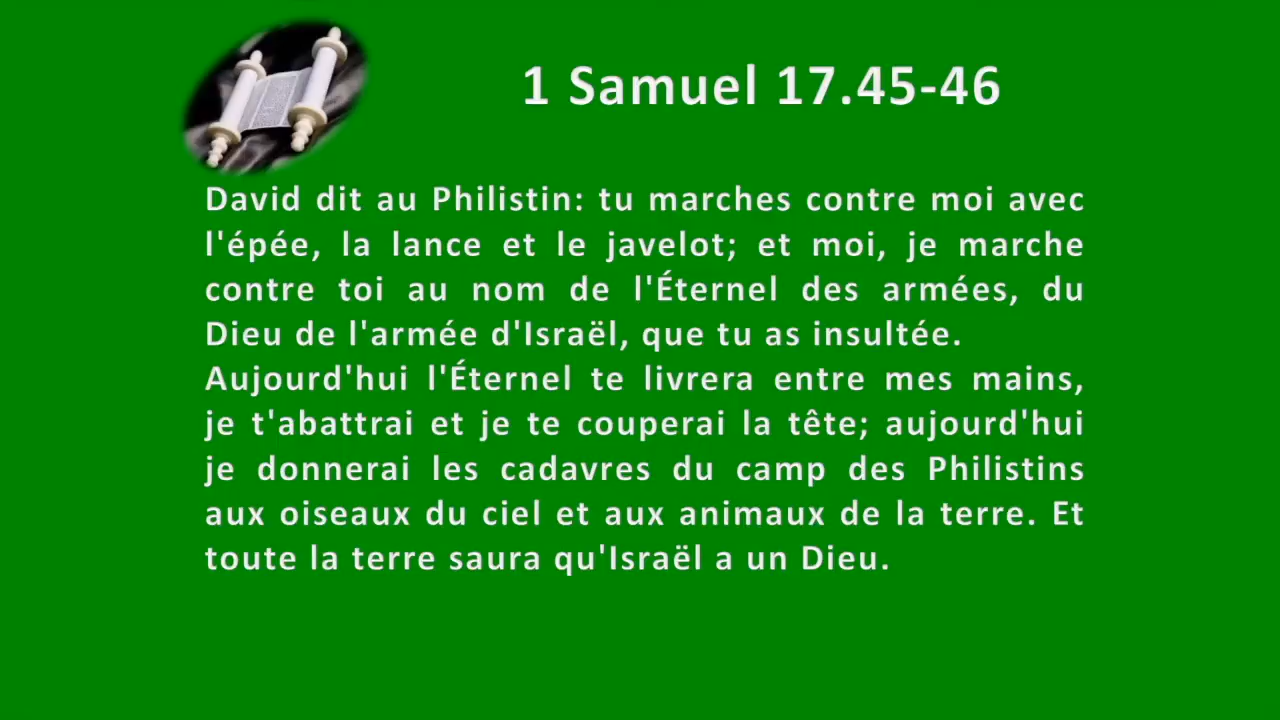 1 Samuel 17.45-46
David dit au Philistin: tu marches contre moi avec
l'épée, la lance et le javelot; et moi, je marche
contre toi au nom de l'Éternel des armées, du
Dieu de l'armée d'Israël, que tu as insultée.
Aujourd'hui l'Éternel te livrera entre mes mains,
je t'abattrai et je te couperai la tête; aujourd'hui
je donnerai les cadavres du camp des Philistins
aux oiseaux du ciel et aux animaux de la terre. Et
toute la terre saura qu'Israël a un Dieu.